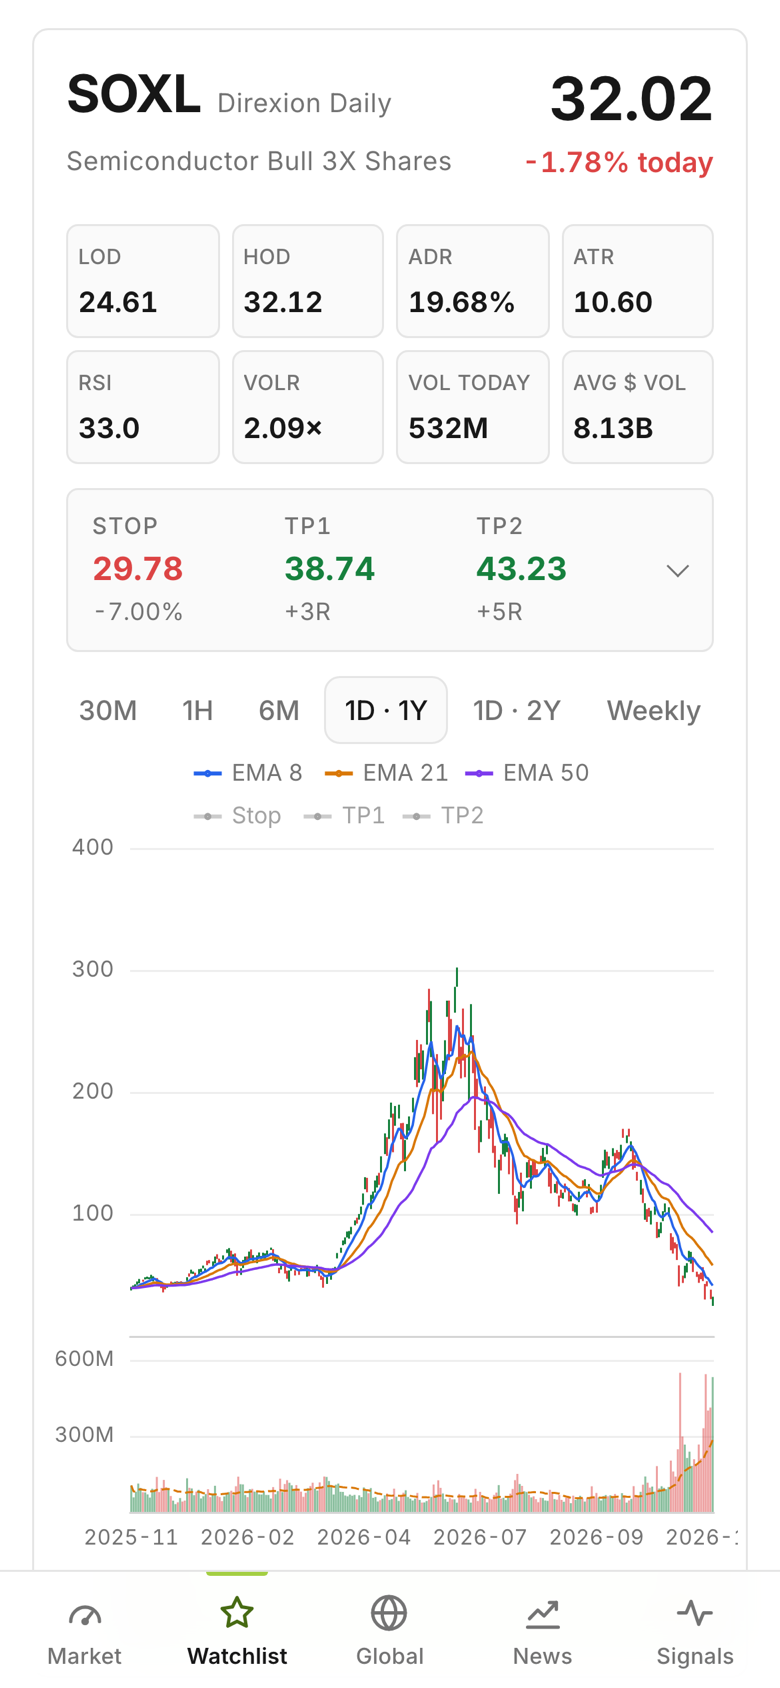 SOXL Direxion Daily 32.02
Semiconductor Bull 3X Shares -1.78% today
LOD HOD ADR ATR
24.61 32.12 19.68% 10.60
RSI VOLR VOL TODAY AVG $ VOL
33.0 2.09× 532M 8.13B
STOP TP1 TP2
29.78 38.74 43.23
-7.00% +3R +5R
30M 1H 6M 1D · 1Y 1D · 2Y Weekly
EMA 8 EMA 21 EMA 50
Stop TP1 TP2
400
300
200
100
600M
300M
2025-11 2026-02 2026-04 2026-07 2026-09 2026-1
Market Watchlist Global News Signals